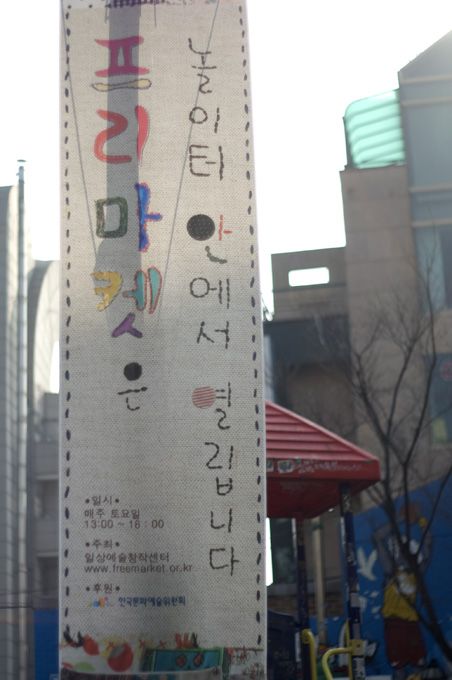 프리마켓은
놀이터 안에서 열립니다
•일시•
매주 토요일
13:00 ~ 18 : 00
•주최•
일상예술창작센터
www.freemarket.or.kr
•후원•
한국문화예술위원회